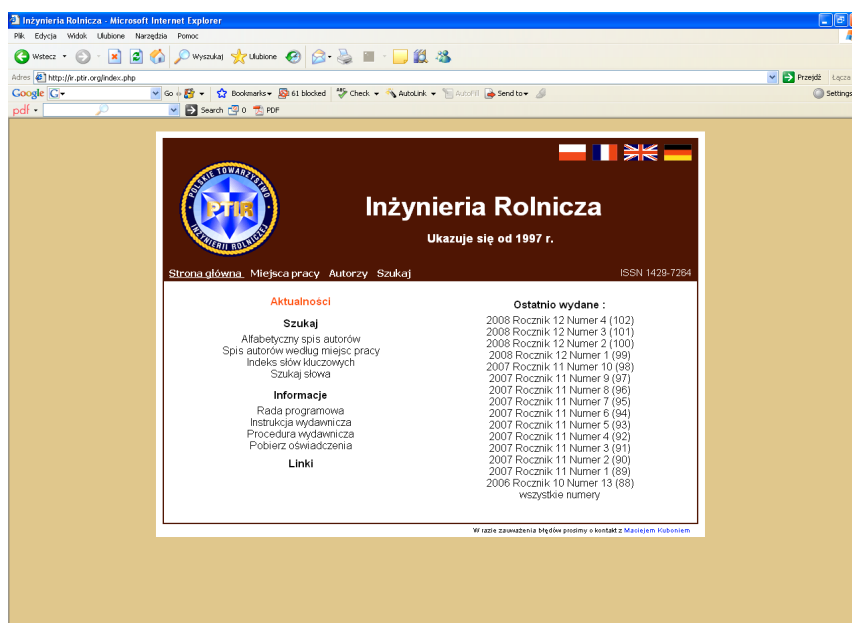 Inżynieria Rolnicza - Microsoft Internet Explorer
Plik Edycja Widok Ulubione Narzędzia Pomoc
Wstecz Wyszukaj Ulubione
Adres http://ir.ptir.org/index.php Przejdź Łącza
Google G Go Bookmarks 61 blocked Check AutoLink AutoFill Send to Settings
pdf Search 0 PDF
POLSKIE TOWARZYSTWO
PTIR
INŻYNIERII ROLNICZEJ
Inżynieria Rolnicza
Ukazuje się od 1997 r.
Strona główna Miejsca pracy Autorzy Szukaj ISSN 1429-7264
Aktualności
Szukaj
Alfabetyczny spis autorów
Spis autorów według miejsc pracy
Indeks słów kluczowych
Szukaj słowa
Informacje
Rada programowa
Instrukcja wydawnicza
Procedura wydawnicza
Pobierz oświadczenia
Linki
Ostatnio wydane :
2008 Rocznik 12 Numer 4 (102)
2008 Rocznik 12 Numer 3 (101)
2008 Rocznik 12 Numer 2 (100)
2008 Rocznik 12 Numer 1 (99)
2007 Rocznik 11 Numer 10 (98)
2007 Rocznik 11 Numer 9 (97)
2007 Rocznik 11 Numer 8 (96)
2007 Rocznik 11 Numer 7 (95)
2007 Rocznik 11 Numer 6 (94)
2007 Rocznik 11 Numer 5 (93)
2007 Rocznik 11 Numer 4 (92)
2007 Rocznik 11 Numer 3 (91)
2007 Rocznik 11 Numer 2 (90)
2007 Rocznik 11 Numer 1 (89)
2006 Rocznik 10 Numer 13 (88)
wszystkie numery
W razie zauważenia błędów prosimy o kontakt z Maciejem Kuboniem